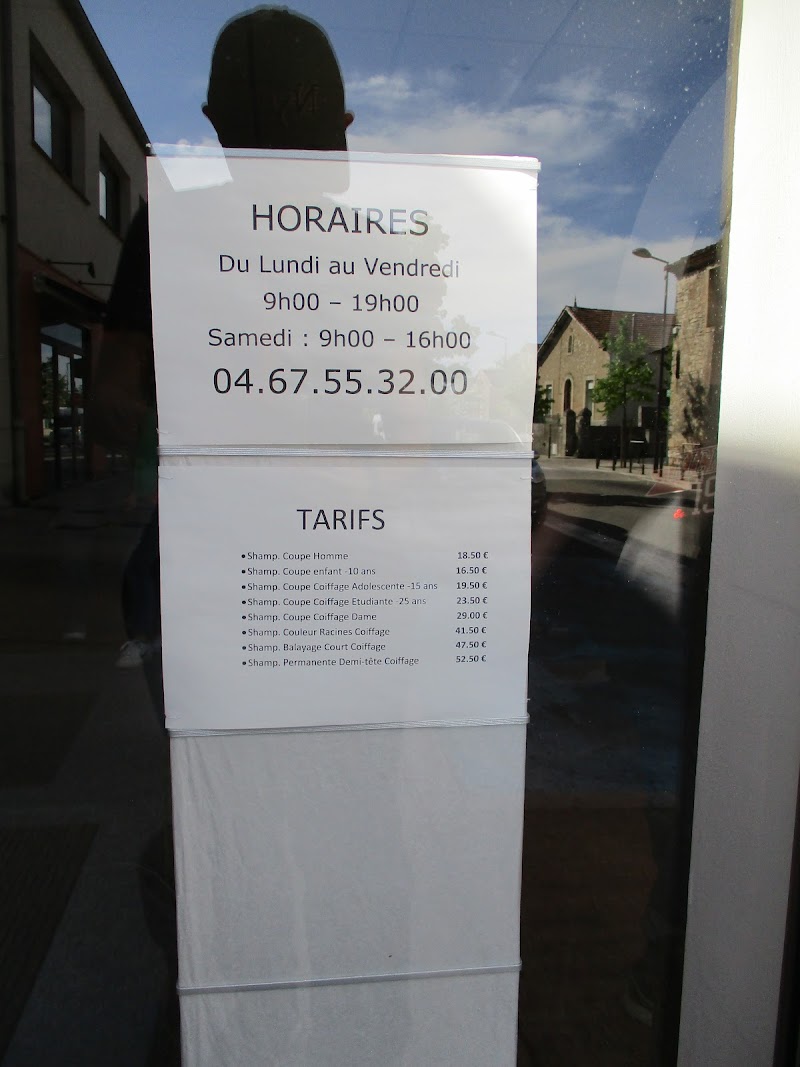 HORAIRES
Du Lundi au Vendredi
9h00 – 19h00
Samedi : 9h00 – 16h00
04.67.55.32.00
TARIFS
• Shamp. Coupe Homme 18.50 €
• Shamp. Coupe enfant -10 ans 16.50 €
• Shamp. Coupe Coiffage Adolescente -15 ans 19.50 €
• Shamp. Coupe Coiffage Etudiante -25 ans 23.50 €
• Shamp. Coupe Coiffage Dame 29.00 €
• Shamp. Couleur Racines Coiffage 41.50 €
• Shamp. Balayage Court Coiffage 47.50 €
• Shamp. Permanente Demi-tête Coiffage 52.50 €